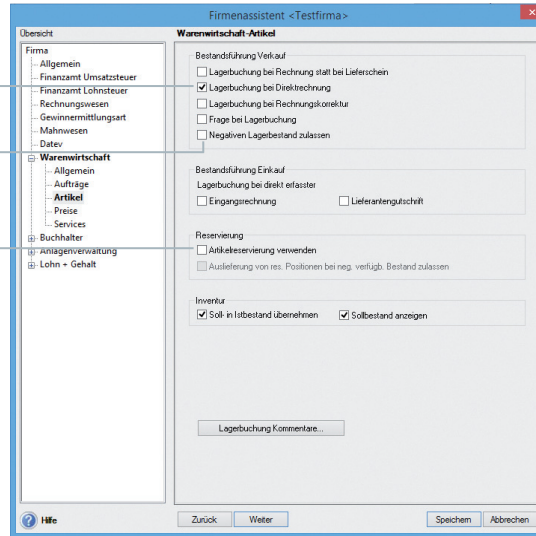 Firmenassistent <Testfirma>
Übersicht
Firma
Allgemein
Finanzamt Umsatzsteuer
Finanzamt Lohnsteuer
Rechnungswesen
Gewinnermittlungsart
Mahnwesen
Datev
Warenwirtschaft
Allgemein
Aufträge
Artikel
Preise
Services
Buchhalter
Anlagenverwaltung
Lohn + Gehalt
Warenwirtschaft-Artikel
Bestandsführung Verkauf
Lagerbuchung bei Rechnung statt bei Lieferschein
Lagerbuchung bei Direktrechnung
Lagerbuchung bei Rechnungskorrektur
Frage bei Lagerbuchung
Negativen Lagerbestand zulassen
Bestandsführung Einkauf
Lagerbuchung bei direkt erfasster
Eingangsrechnung Lieferantengutschrift
Reservierung
Artikelreservierung verwenden
Auslieferung von res. Positionen bei neg. verfügb. Bestand zulassen
Inventur
Soll- in Istbestand übernehmen Sollbestand anzeigen
Lagerbuchung Kommentare...
Hilfe Zurück Weiter Speichern Abbrechen